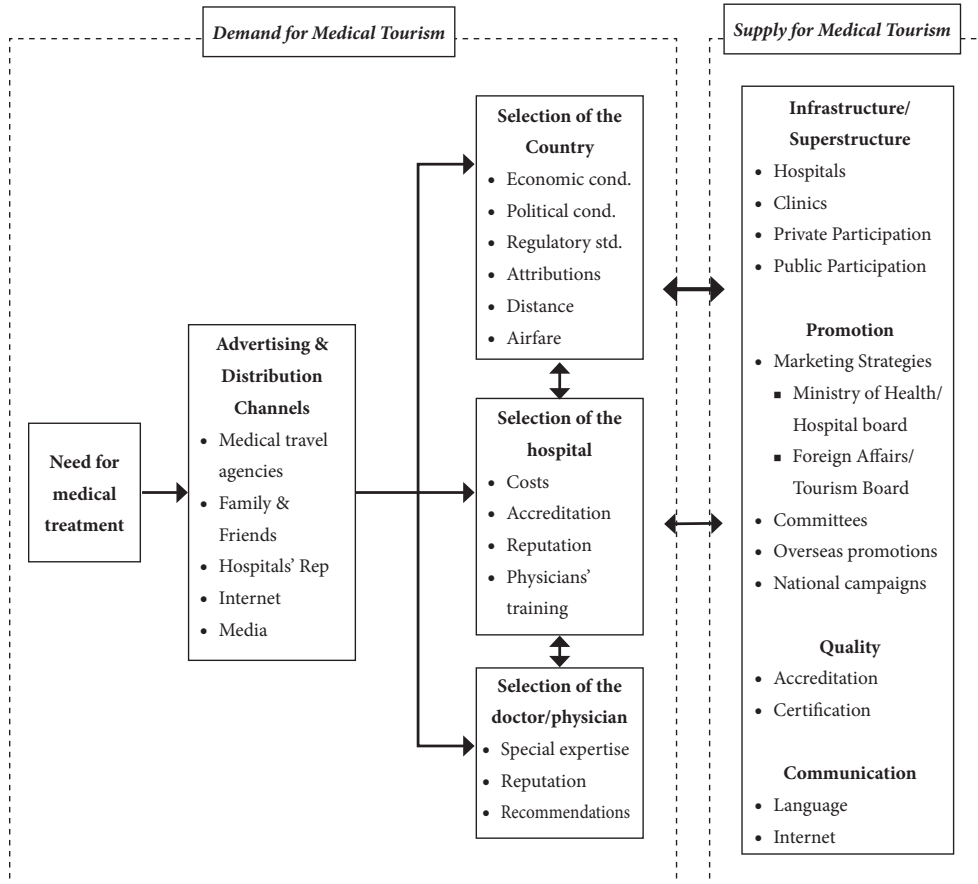 Demand for Medical Tourism
Supply for Medical Tourism
Need for
medical
treatment
Advertising &
Distribution
Channels
• Medical travel
agencies
• Family &
Friends
• Hospitals' Rep
• Internet
• Media
Selection of the
Country
• Economic cond.
• Political cond.
• Regulatory std.
• Attributions
• Distance
• Airfare
Selection of the
hospital
• Costs
• Accreditation
• Reputation
• Physicians'
training
Selection of the
doctor/physician
• Special expertise
• Reputation
• Recommendations
Infrastructure/
Superstructure
• Hospitals
• Clinics
• Private Participation
• Public Participation
Promotion
• Marketing Strategies
▪ Ministry of Health/
Hospital board
▪ Foreign Affairs/
Tourism Board
• Committees
• Overseas promotions
• National campaigns
Quality
• Accreditation
• Certification
Communication
• Language
• Internet